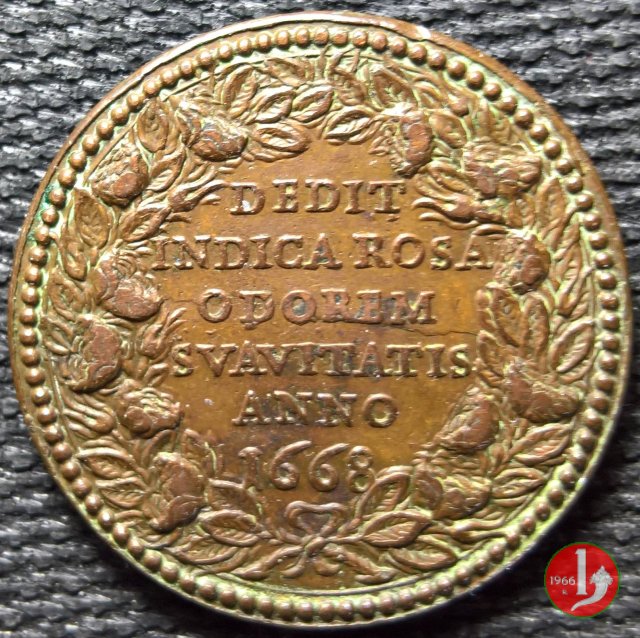 DEDIT
INDICA ROSA
ODOREM
SVAVITATIS
ANNO
1668
1966